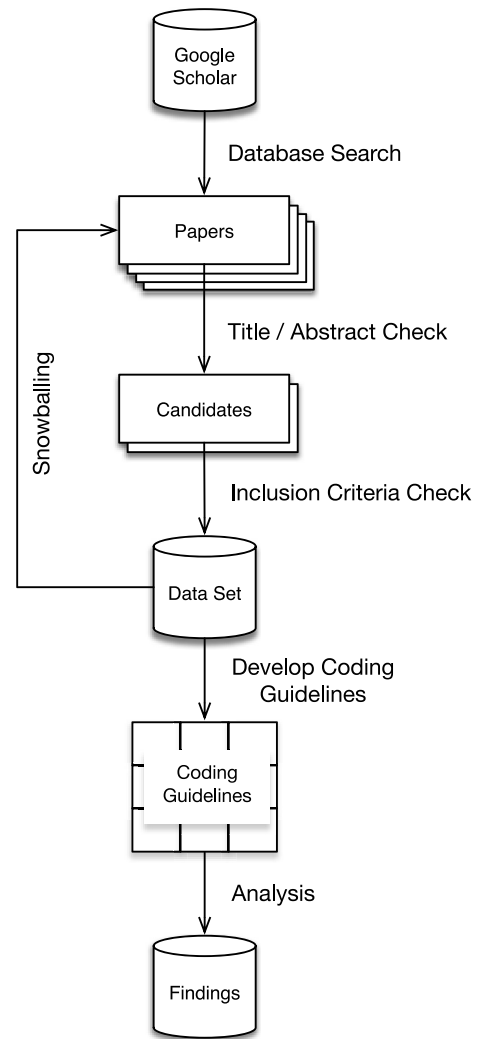 Google
Scholar
Database Search
Papers
Title / Abstract Check
Snowballing
Candidates
Inclusion Criteria Check
Data Set
Develop Coding
Guidelines
Coding
Guidelines
Analysis
Findings